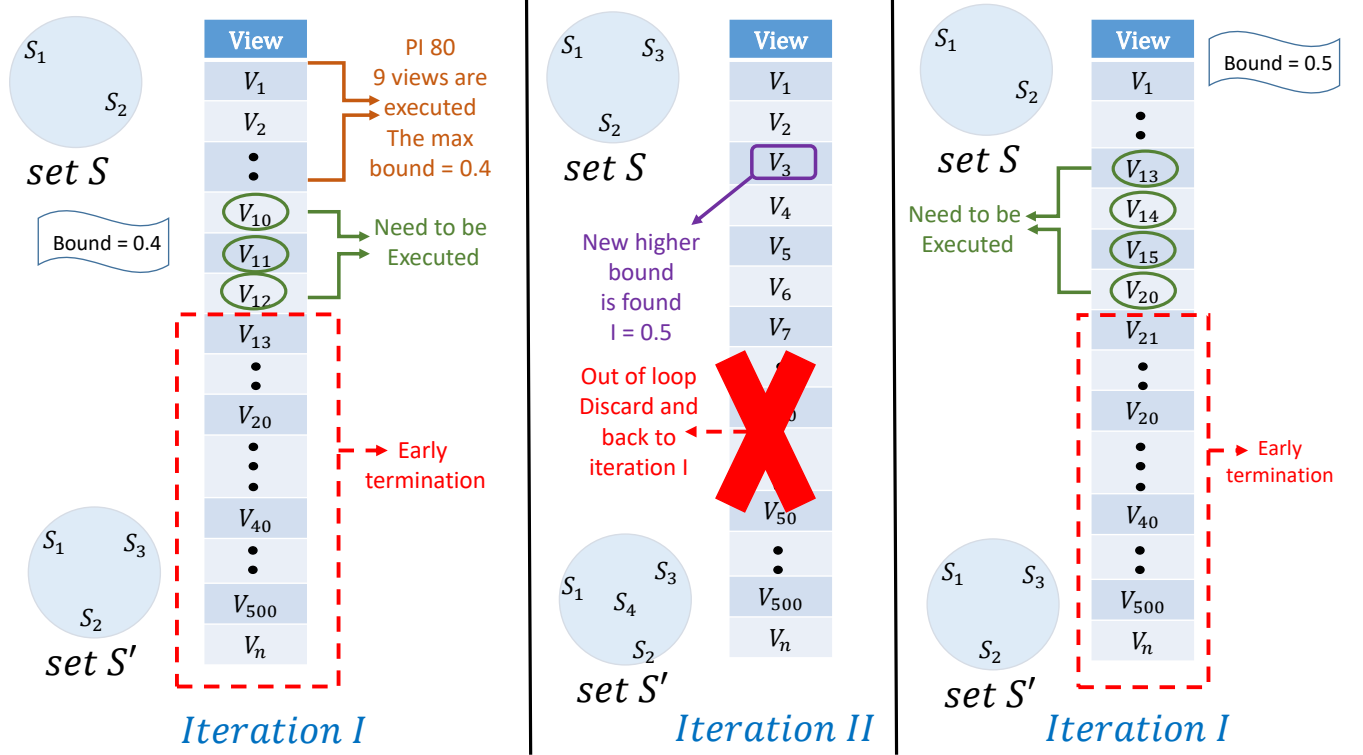 S₁
S₂
set S
Bound = 0.4
View
V₁
V₂
V₁₀
V₁₁
V₁₂
V₁₃
V₂₀
V₄₀
V₅₀₀
Vₙ
PI 80
9 views are
executed
The max
bound = 0.4
Need to be
Executed
Early
termination
S₁
S₃
S₂
set S′
Iteration I
S₁
S₃
S₂
set S
View
V₁
V₂
V₃
V₄
V₅
V₆
V₇
V₅₀
V₅₀₀
Vₙ
New higher
bound
is found
I = 0.5
Out of loop
Discard and
back to
iteration I
S₁
S₃
S₄
S₂
set S′
Iteration II
S₁
S₂
set S
View
Bound = 0.5
V₁
V₁₃
V₁₄
V₁₅
V₂₀
V₂₁
V₂₀
V₄₀
V₅₀₀
Vₙ
Need to be
Executed
Early
termination
S₁
S₃
S₂
set S′
Iteration I